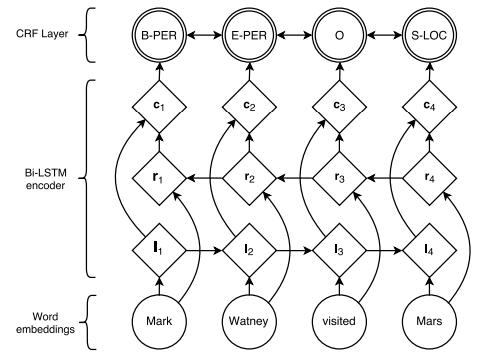 CRF Layer
B-PER E-PER O S-LOC
c1 c2 c3 c4
Bi-LSTM
encoder
r1 r2 r3 r4
l1 l2 l3 l4
Word
embeddings
Mark Watney visited Mars